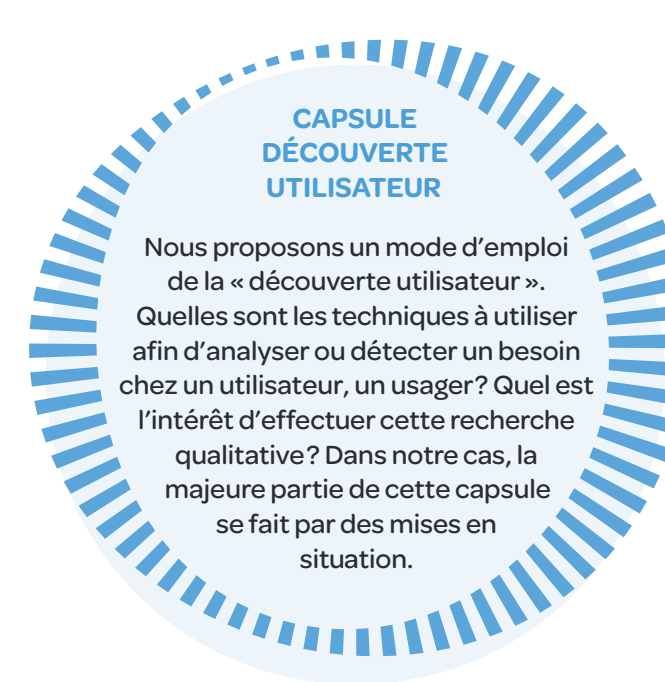 CAPSULE
DÉCOUVERTE
UTILISATEUR
Nous proposons un mode d’emploi
de la « découverte utilisateur ».
Quelles sont les techniques à utiliser
afin d’analyser ou détecter un besoin
chez un utilisateur, un usager? Quel est
l’intérêt d’effectuer cette recherche
qualitative? Dans notre cas, la
majeure partie de cette capsule
se fait par des mises en
situation.